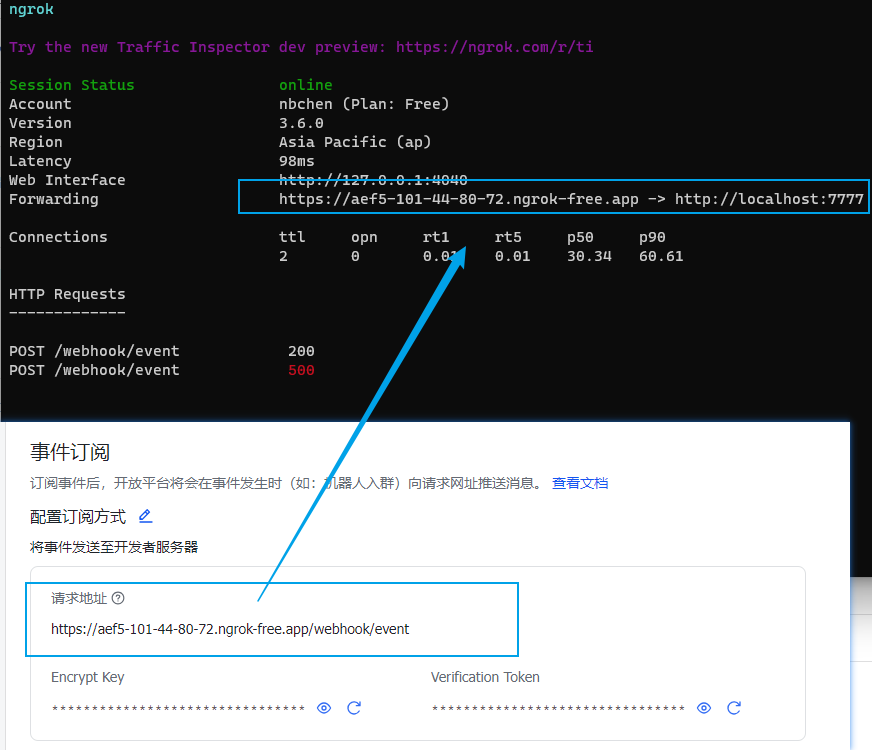 ngrok
Try the new Traffic Inspector dev preview: https://ngrok.com/r/ti
Session Status online
Account nbchen (Plan: Free)
Version 3.6.0
Region Asia Pacific (ap)
Latency 98ms
Web Interface http://127.0.0.1:4040
Forwarding https://aef5-101-44-80-72.ngrok-free.app -> http://localhost:7777
Connections ttl opn rt1 rt5 p50 p90
2 0 0.01 0.01 30.34 60.61
HTTP Requests
-------------
POST /webhook/event 200
POST /webhook/event 500
事件订阅
订阅事件后，开放平台将会在事件发生时（如：机器人入群）向请求网址推送消息。 查看文档
配置订阅方式
将事件发送至开发者服务器
请求地址
https://aef5-101-44-80-72.ngrok-free.app/webhook/event
Encrypt Key Verification Token
******************************** ********************************